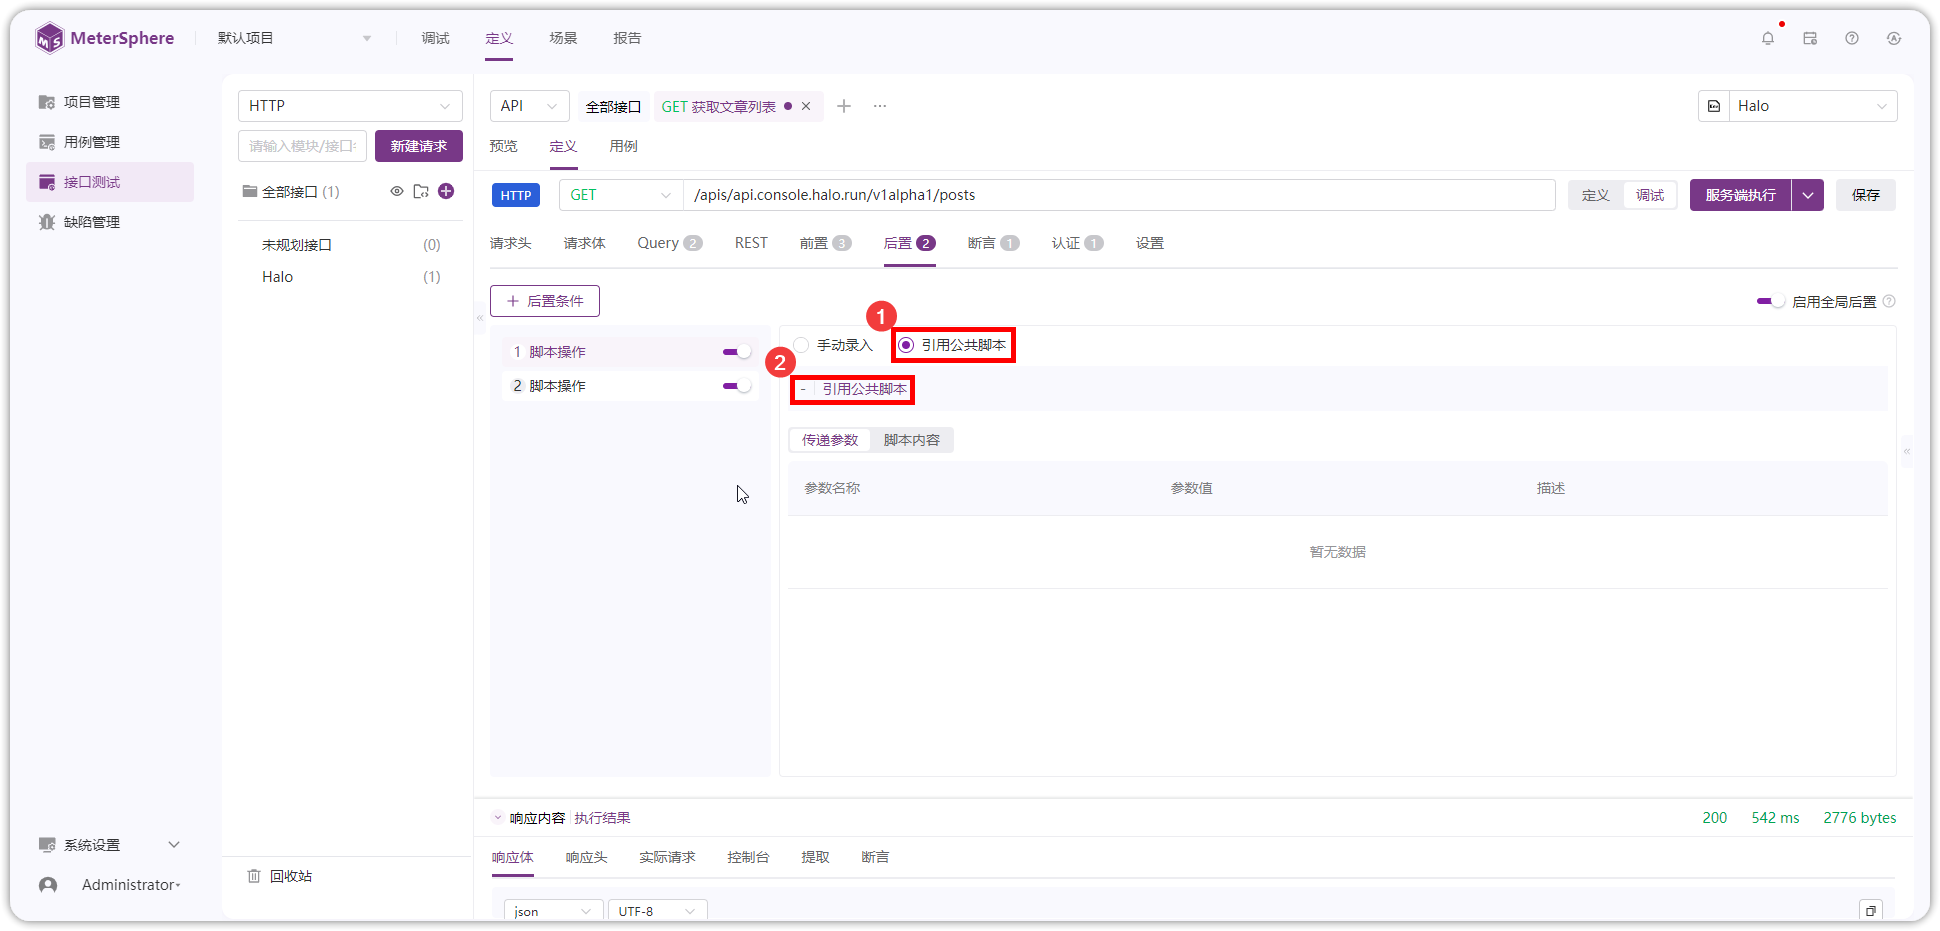 MeterSphere
默认项目
调试
定义
场景
报告
项目管理
用例管理
接口测试
缺陷管理
系统设置
Administrator
HTTP
请输入模块/接口
新建请求
全部接口 (1)
未规划接口 (0)
Halo (1)
回收站
API
全部接口
GET 获取文章列表
Halo
预览
定义
用例
HTTP
GET
/apis/api.console.halo.run/v1alpha1/posts
定义
调试
服务端执行
保存
请求头
请求体
Query 2
REST
前置 3
后置 2
断言 1
认证 1
设置
+ 后置条件
启用全局后置
1 脚本操作
2 脚本操作
1
手动录入
引用公共脚本
2
- 引用公共脚本
传递参数
脚本内容
参数名称
参数值
描述
暂无数据
响应内容
执行结果
200
542 ms
2776 bytes
响应体
响应头
实际请求
控制台
提取
断言
json
UTF-8